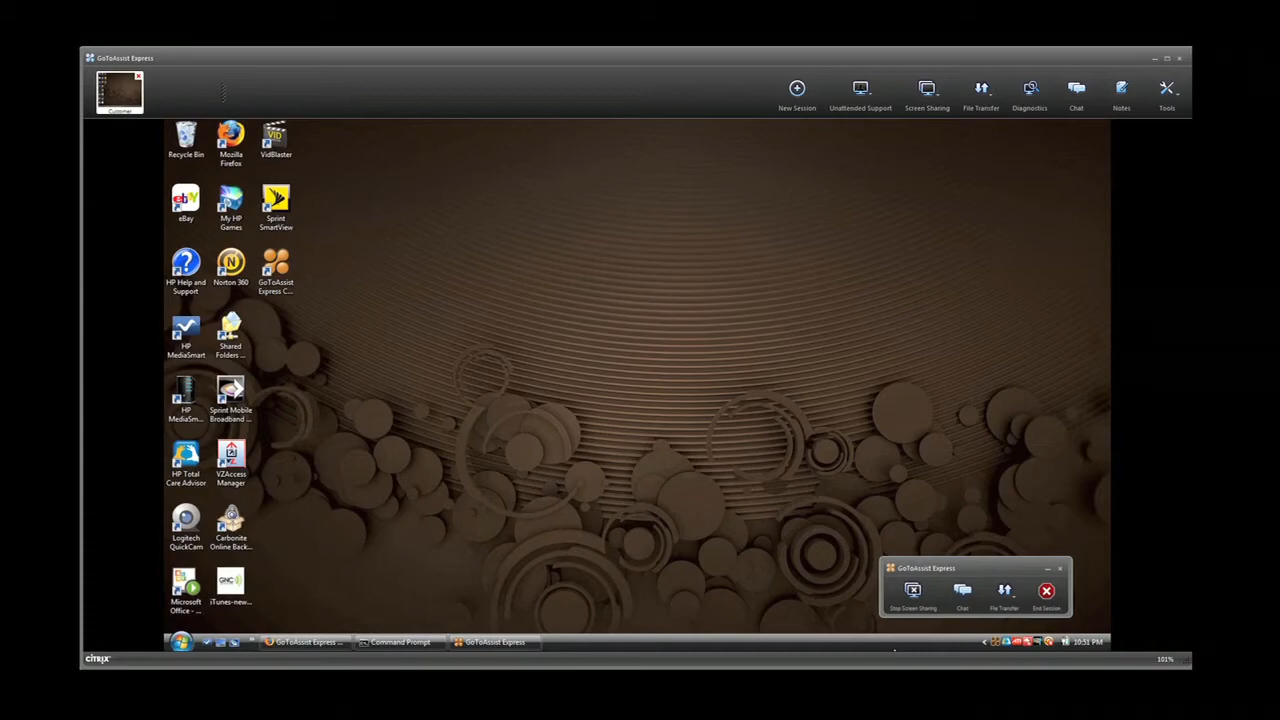 GoToAssist Express
Customer
New Session
Unattended Support
Screen Sharing
File Transfer
Diagnostics
Chat
Notes
Tools
Recycle Bin
Mozilla
Firefox
VID
VidBlaster
eBay
My HP
Games
Sprint
SmartView
HP Help and
Support
Norton 360
GoToAssist
Express C...
HP
MediaSmart
Shared
Folders ...
HP
MediaSm...
Sprint Mobile
Broadband ...
HP Total
Care Advisor
VZAccess
Manager
Logitech
QuickCam
Carbonite
Online Back...
Microsoft
Office - ...
GNC
iTunes-new...
GoToAssist Express
Stop Screen Sharing
Chat
File Transfer
End Session
GoToAssist Express ...
Command Prompt
GoToAssist Express
10:51 PM
CITRIX
101%